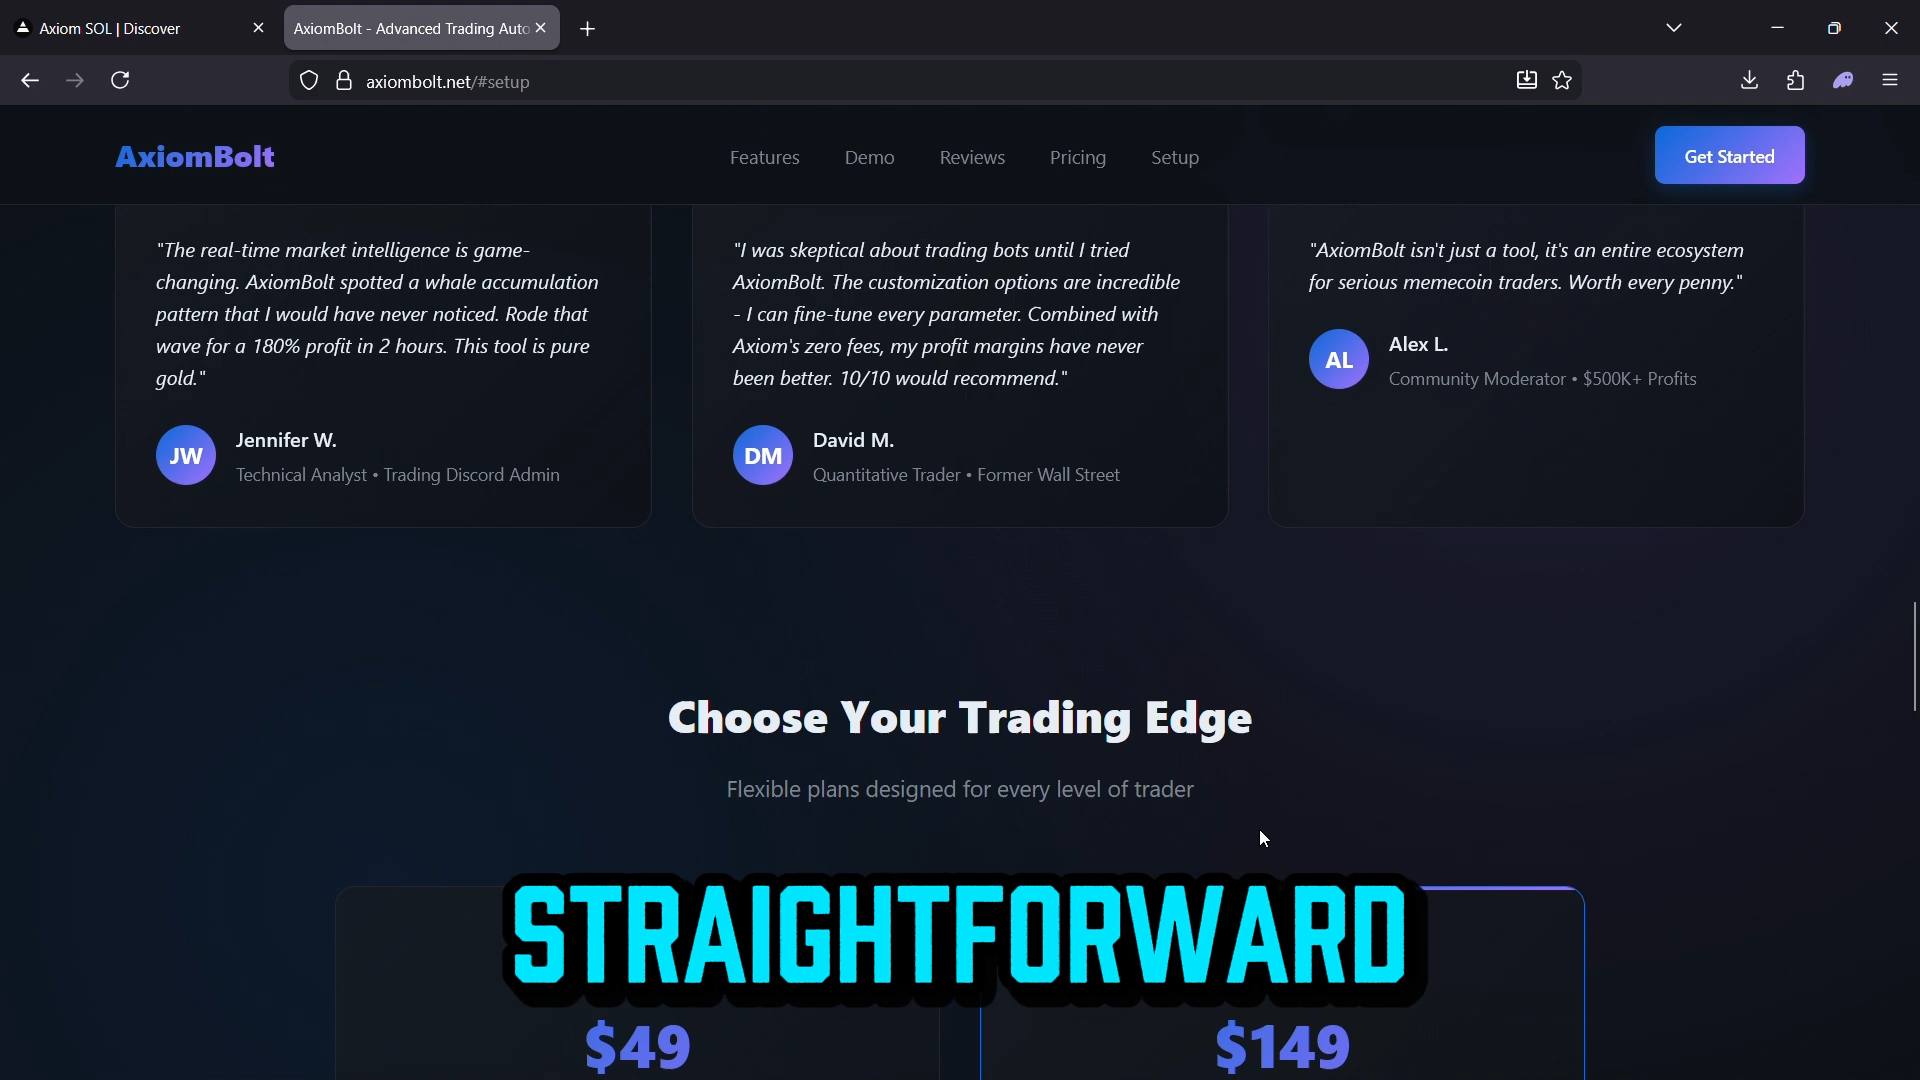 Axiom SOL | Discover
AxiomBolt - Advanced Trading Auto
axiombolt.net/#setup
AxiomBolt
Features
Demo
Reviews
Pricing
Setup
Get Started
"The real-time market intelligence is game-
changing. AxiomBolt spotted a whale accumulation
pattern that I would have never noticed. Rode that
wave for a 180% profit in 2 hours. This tool is pure
gold."
JW
Jennifer W.
Technical Analyst • Trading Discord Admin
"I was skeptical about trading bots until I tried
AxiomBolt. The customization options are incredible
- I can fine-tune every parameter. Combined with
Axiom's zero fees, my profit margins have never
been better. 10/10 would recommend."
DM
David M.
Quantitative Trader • Former Wall Street
"AxiomBolt isn't just a tool, it's an entire ecosystem
for serious memecoin traders. Worth every penny."
AL
Alex L.
Community Moderator • $500K+ Profits
Choose Your Trading Edge
Flexible plans designed for every level of trader
STRAIGHTFORWARD
$49
$149